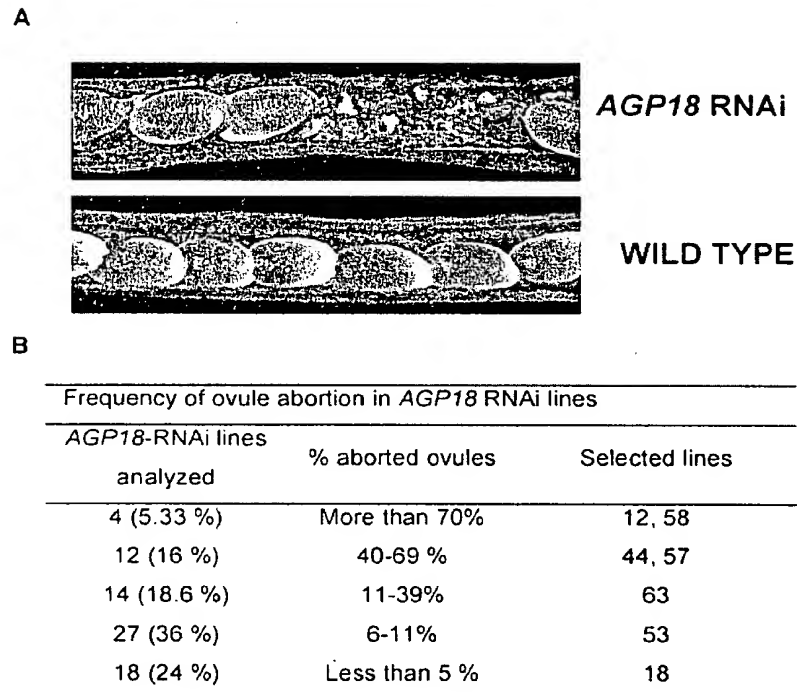 A
AGP18 RNAi
WILD TYPE
B
Frequency of ovule abortion in AGP18 RNAi lines
AGP18-RNAi lines analyzed % aborted ovules Selected lines
4 (5.33 %) More than 70% 12, 58
12 (16 %) 40-69 % 44, 57
14 (18.6 %) 11-39% 63
27 (36 %) 6-11% 53
18 (24 %) Less than 5 % 18